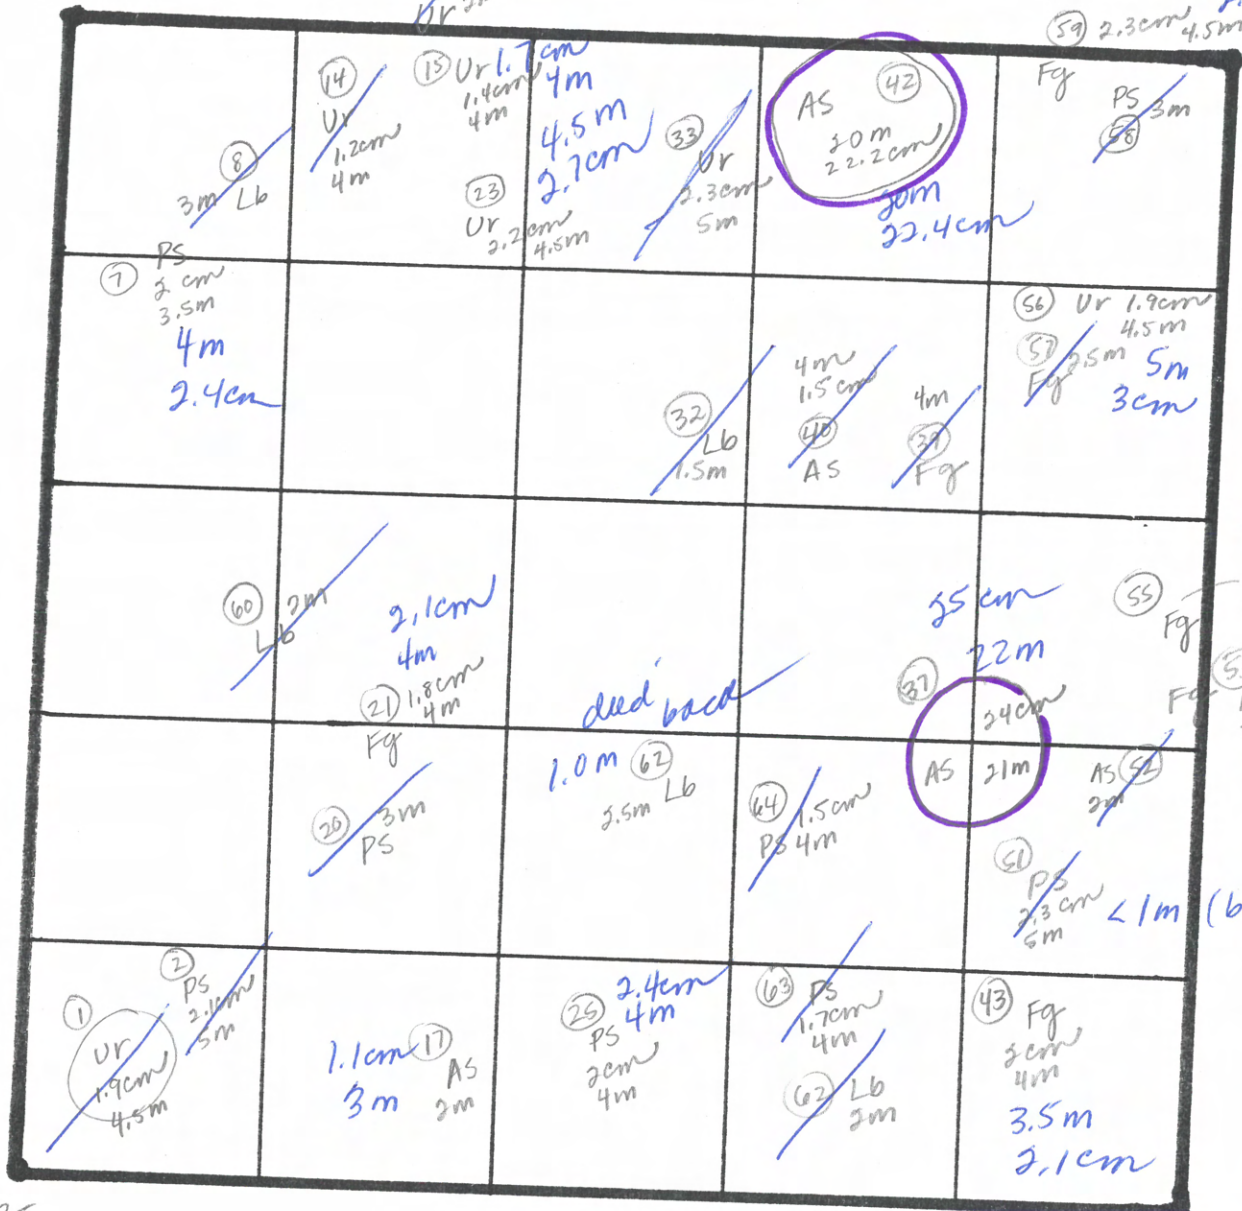 Ur
59 2.3cm 4.5m
Fg
14
Ur
1.2cm
4m
15 Ur 1.7cm
1.4cm 4m
4m
4.5m
2.7cm
8
3m Lb
23
Ur
2.2cm
4.5m
33
Ur
2.3cm
5m
AS 42
20m
22.2cm
20m
22.4cm
PS 3m
58
PS
7 2cm
3.5m
4m
2.4cm
32
Lb
1.5m
4m
1.5cm
40
AS
4m
39
Fg
56 Ur 1.9cm
4.5m
57 2.5m
Fg
5m
3cm
60 2m
Lb
2.1cm
4m
21 1.8cm
4m
Fg
died back
25cm
22m
37
24cm
AS 21m
55
Fg
Fg
20 3m
PS
1.0m 62
2.5m Lb
64 1.5cm
PS 4m
AS 52
2m
51
PS
2.3cm
5m
<1m (b
1
Ur
1.9cm
4.5m
2
PS
2.1cm
5m
1.1cm 17
3m AS
2m
2.4cm
25 4m
PS
2cm
4m
63 PS
1.7cm
4m
62 Lb
2m
43 Fg
2cm
4m
3.5m
2.1cm